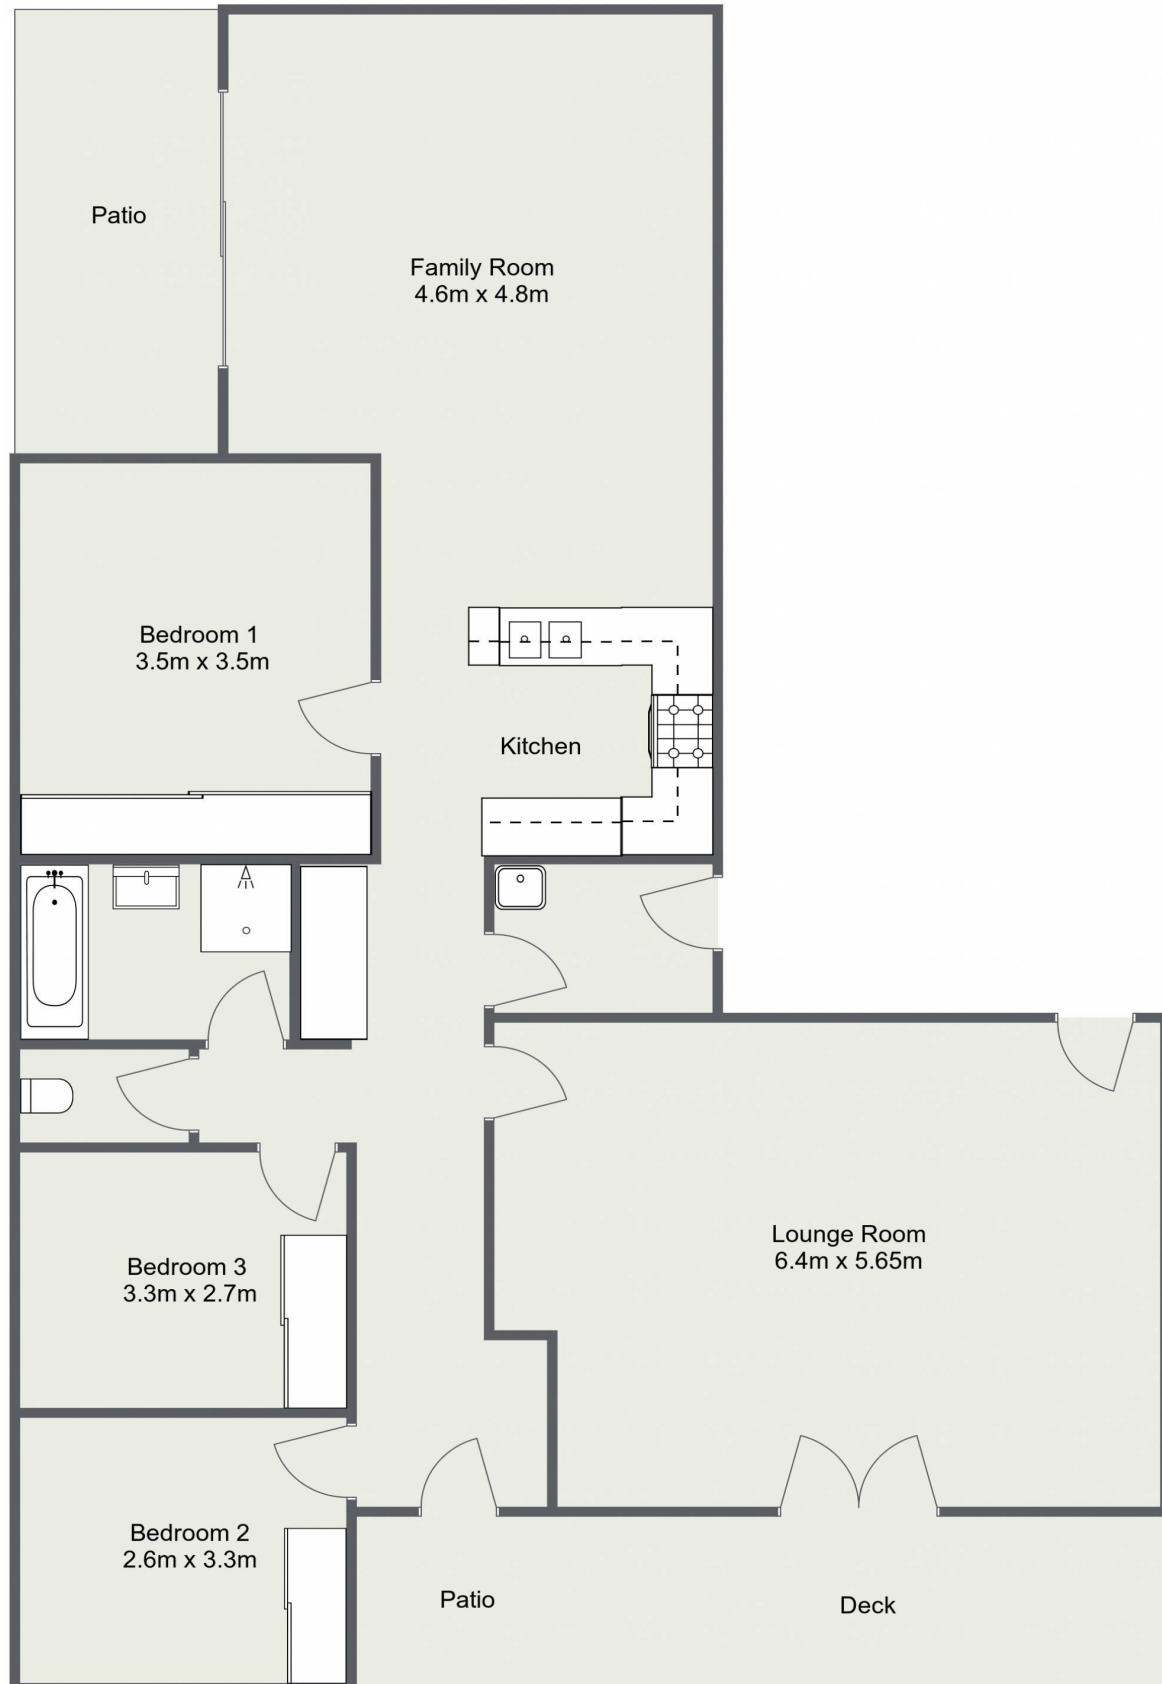 Patio
Family Room
4.6m x 4.8m
Bedroom 1
3.5m x 3.5m
Kitchen
Lounge Room
6.4m x 5.65m
Bedroom 3
3.3m x 2.7m
Bedroom 2
2.6m x 3.3m
Patio
Deck